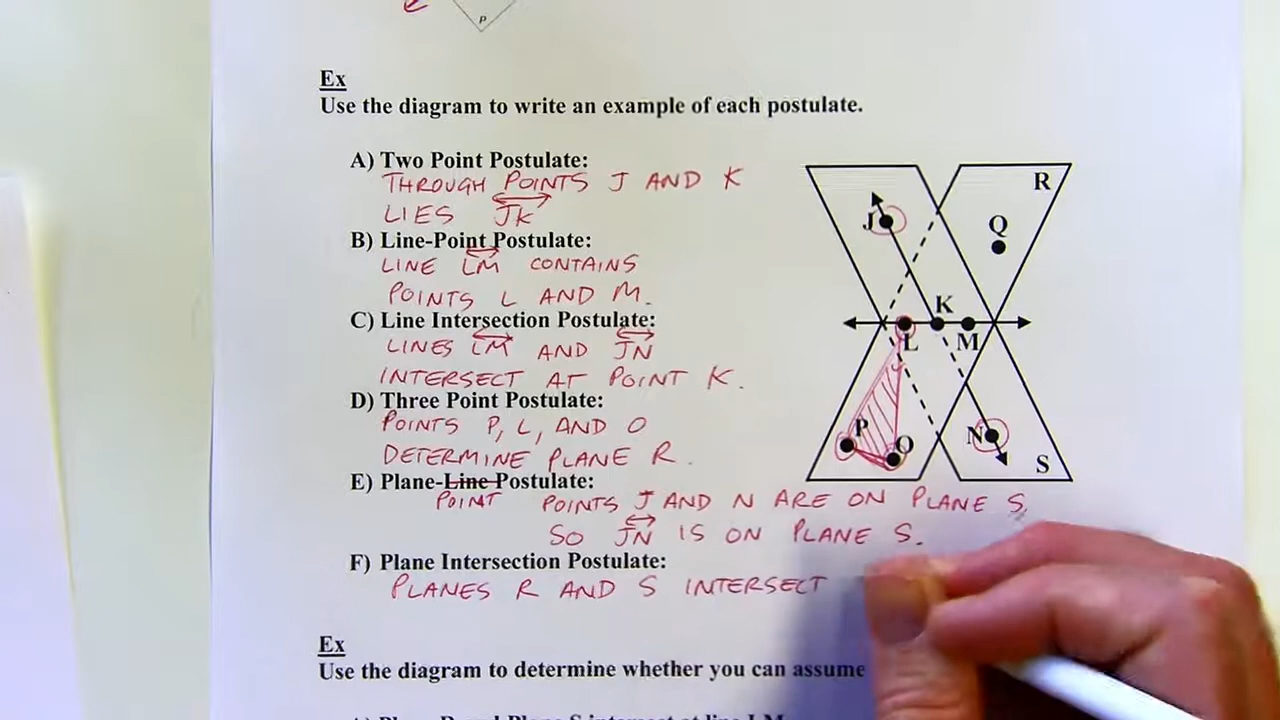 P
Ex
Use the diagram to write an example of each postulate.
A) Two Point Postulate:
THROUGH POINTS J AND K
LIES JK
B) Line-Point Postulate:
LINE LM CONTAINS
POINTS L AND M.
C) Line Intersection Postulate:
LINES LM AND JN
INTERSECT AT POINT K.
D) Three Point Postulate:
POINTS P, L, AND O
DETERMINE PLANE R.
E) Plane-Line Postulate:
POINT POINTS J AND N ARE ON PLANE S,
SO JN IS ON PLANE S.
F) Plane Intersection Postulate:
PLANES R AND S INTERSECT
R
J
Q
K
L
M
P
O
N
S
Ex
Use the diagram to determine whether you can assume